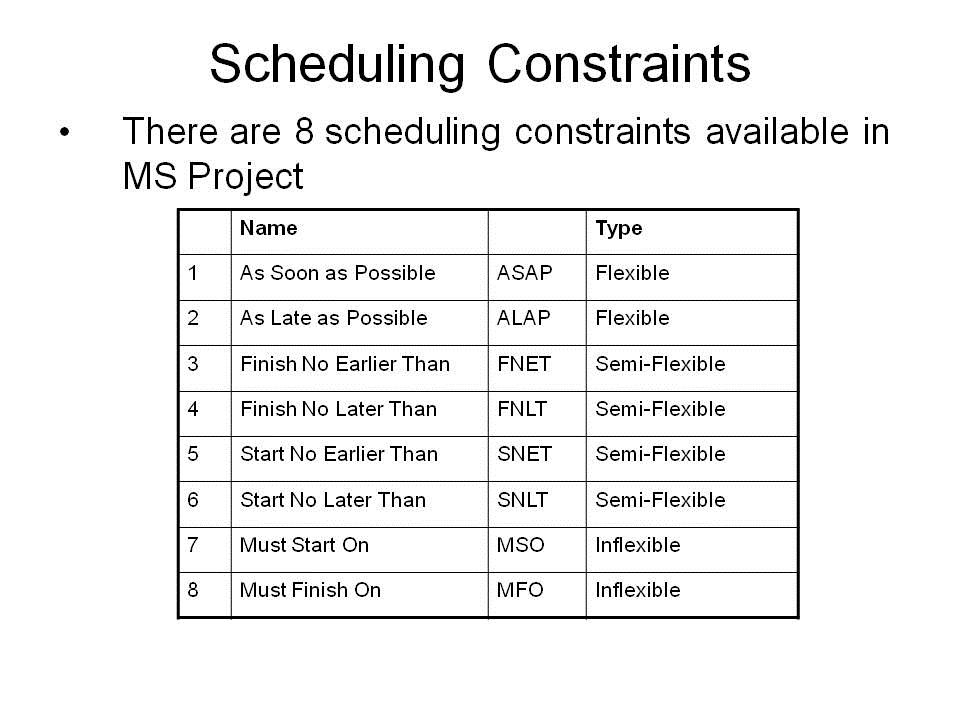 Scheduling Constraints
• There are 8 scheduling constraints available in
MS Project
Name Type
1 As Soon as Possible ASAP Flexible
2 As Late as Possible ALAP Flexible
3 Finish No Earlier Than FNET Semi-Flexible
4 Finish No Later Than FNLT Semi-Flexible
5 Start No Earlier Than SNET Semi-Flexible
6 Start No Later Than SNLT Semi-Flexible
7 Must Start On MSO Inflexible
8 Must Finish On MFO Inflexible